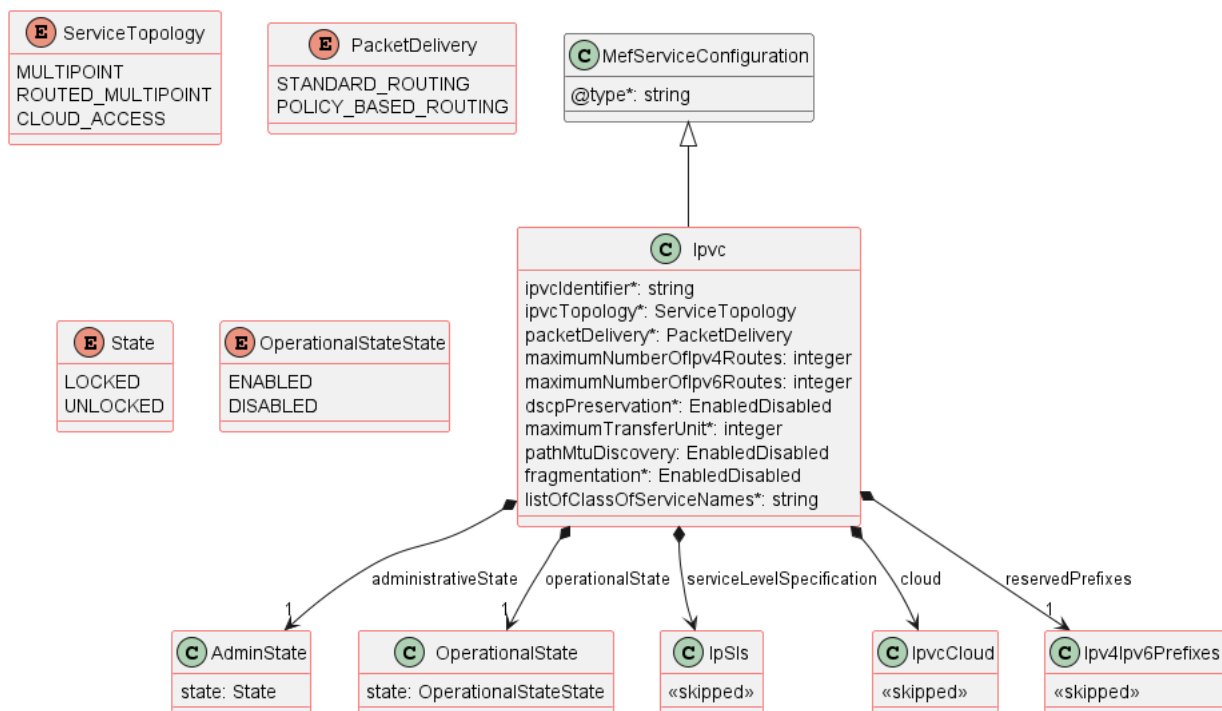 E ServiceTopology
MULTIPOINT
ROUTED_MULTIPOINT
CLOUD_ACCESS
E PacketDelivery
STANDARD_ROUTING
POLICY_BASED_ROUTING
C MefServiceConfiguration
@type*: string
C Ipvc
ipvcIdentifier*: string
ipvcTopology*: ServiceTopology
packetDelivery*: PacketDelivery
maximumNumberOfIpv4Routes: integer
maximumNumberOfIpv6Routes: integer
dscpPreservation*: EnabledDisabled
maximumTransferUnit*: integer
pathMtuDiscovery: EnabledDisabled
fragmentation*: EnabledDisabled
listOfClassOfServiceNames*: string
E State
LOCKED
UNLOCKED
E OperationalStateState
ENABLED
DISABLED
administrativeState
operationalState
serviceLevelSpecification
cloud
reservedPrefixes
1
1
1
C AdminState
state: State
C OperationalState
state: OperationalStateState
C IpSls
«skipped»
C IpvcCloud
«skipped»
C Ipv4Ipv6Prefixes
«skipped»